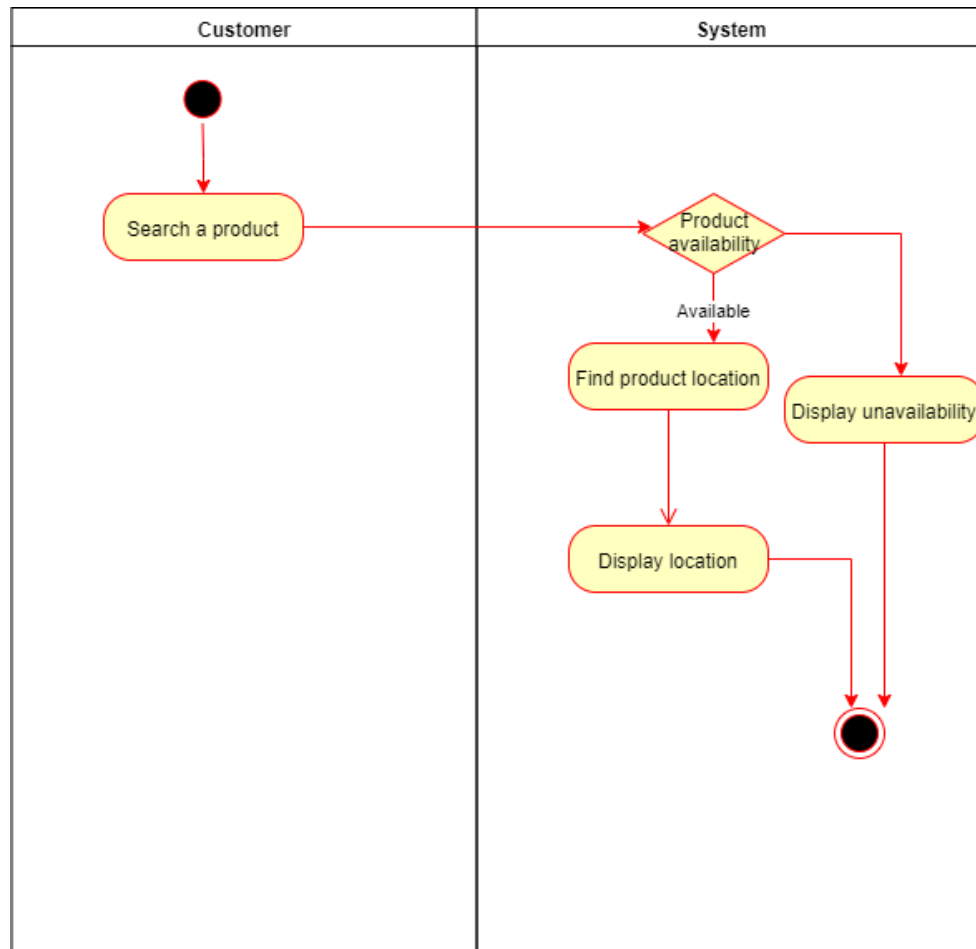 Customer
System
Search a product
Product
availability
Available
Find product location
Display unavailability
Display location